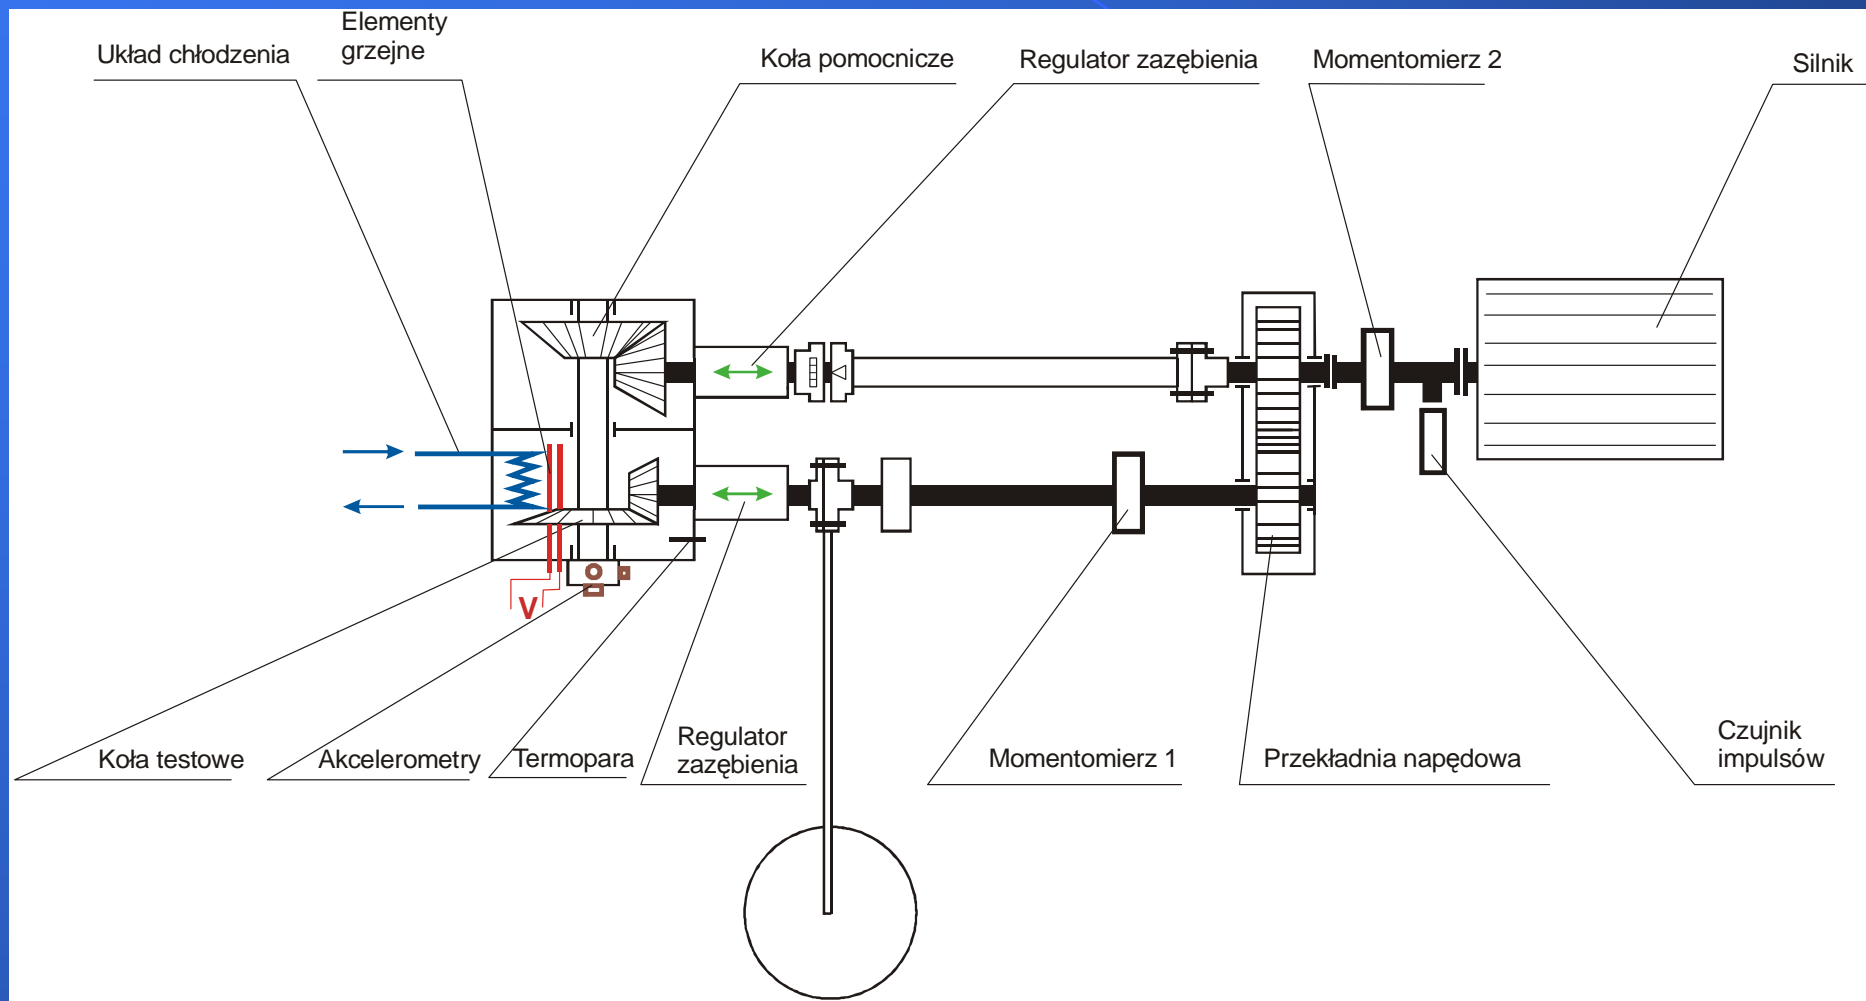 Elementy
grzejne
Układ chłodzenia
Koła pomocnicze
Regulator zazębienia
Momentomierz 2
Silnik
V
Koła testowe
Akcelerometry
Termopara
Regulator
zazębienia
Momentomierz 1
Przekładnia napędowa
Czujnik
impulsów